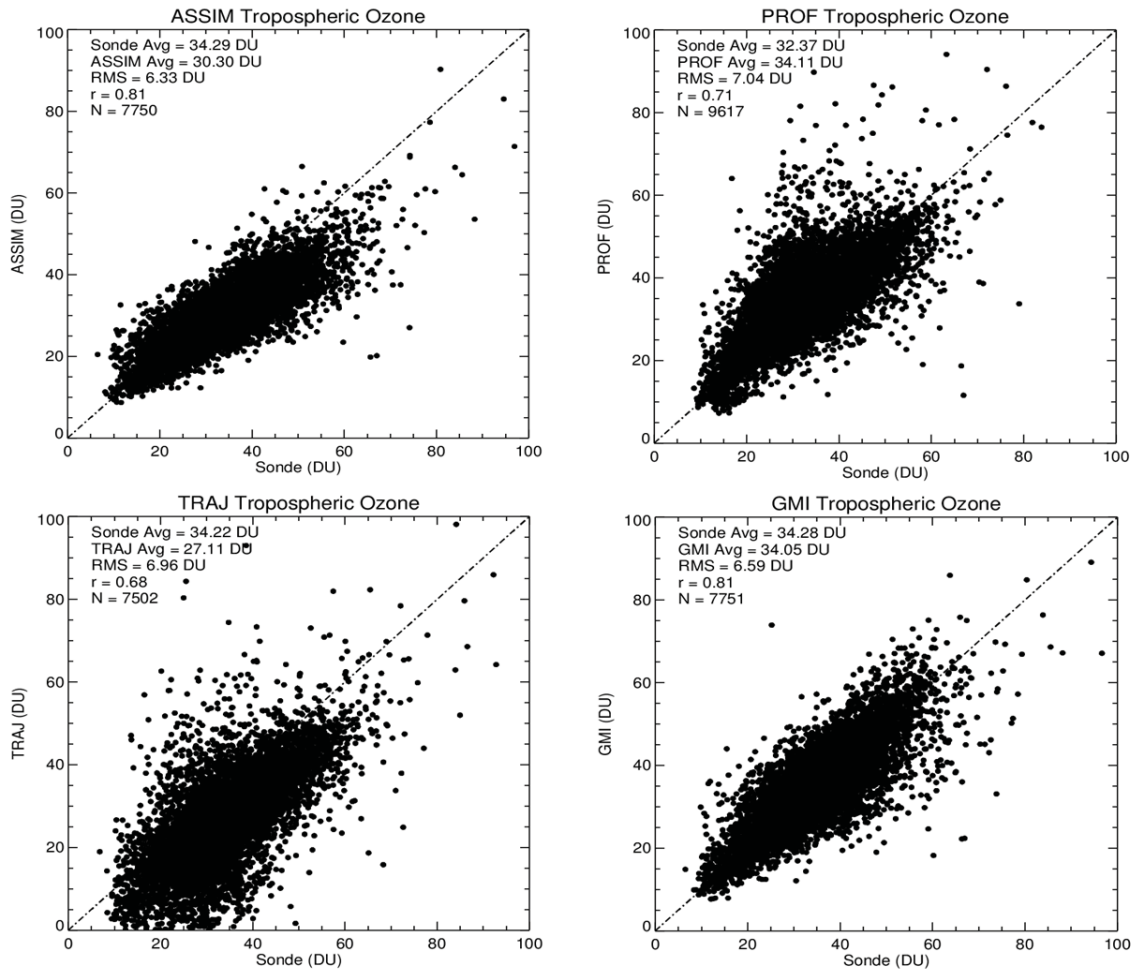 ASSIM Tropospheric Ozone
Sonde Avg = 34.29 DU
ASSIM Avg = 30.30 DU
RMS = 6.33 DU
r = 0.81
N = 7750
100
80
60
40
20
0
ASSIM (DU)
0 20 40 60 80 100
Sonde (DU)
PROF Tropospheric Ozone
Sonde Avg = 32.37 DU
PROF Avg = 34.11 DU
RMS = 7.04 DU
r = 0.71
N = 9617
100
80
60
40
20
0
PROF (DU)
0 20 40 60 80 100
Sonde (DU)
TRAJ Tropospheric Ozone
Sonde Avg = 34.22 DU
TRAJ Avg = 27.11 DU
RMS = 6.96 DU
r = 0.68
N = 7502
100
80
60
40
20
0
TRAJ (DU)
0 20 40 60 80 100
Sonde (DU)
GMI Tropospheric Ozone
Sonde Avg = 34.28 DU
GMI Avg = 34.05 DU
RMS = 6.59 DU
r = 0.81
N = 7751
100
80
60
40
20
0
GMI (DU)
0 20 40 60 80 100
Sonde (DU)